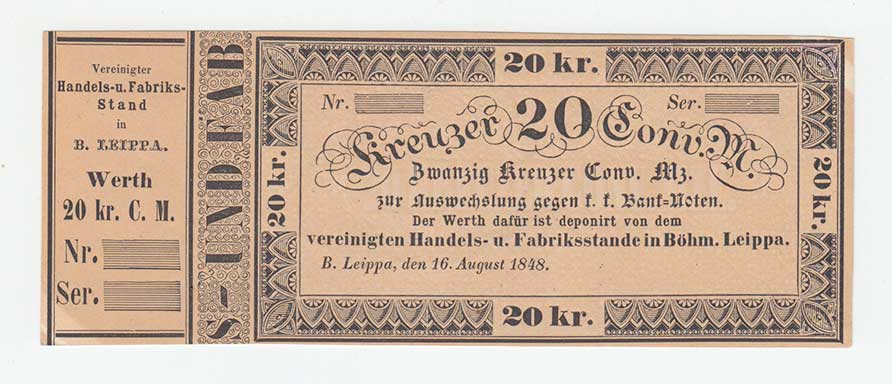 Vereinigter
Handels-u. Fabriks-
Stand
in
B. LEIPPA.
Werth
20 kr. C. M.
Nr.
Ser.
S- UND FAB
20 kr.
20 kr.
Nr.
Ser.
Kreuzer 20 Conv. M.
Zwanzig Kreuzer Conv. Mz.
zur Auswechslung gegen k. k. Bank=Noten.
Der Werth dafür ist deponirt von dem
vereinigten Handels- u. Fabriksstande in Böhm. Leippa.
B. Leippa, den 16. August 1848.
20 kr.
20 kr.